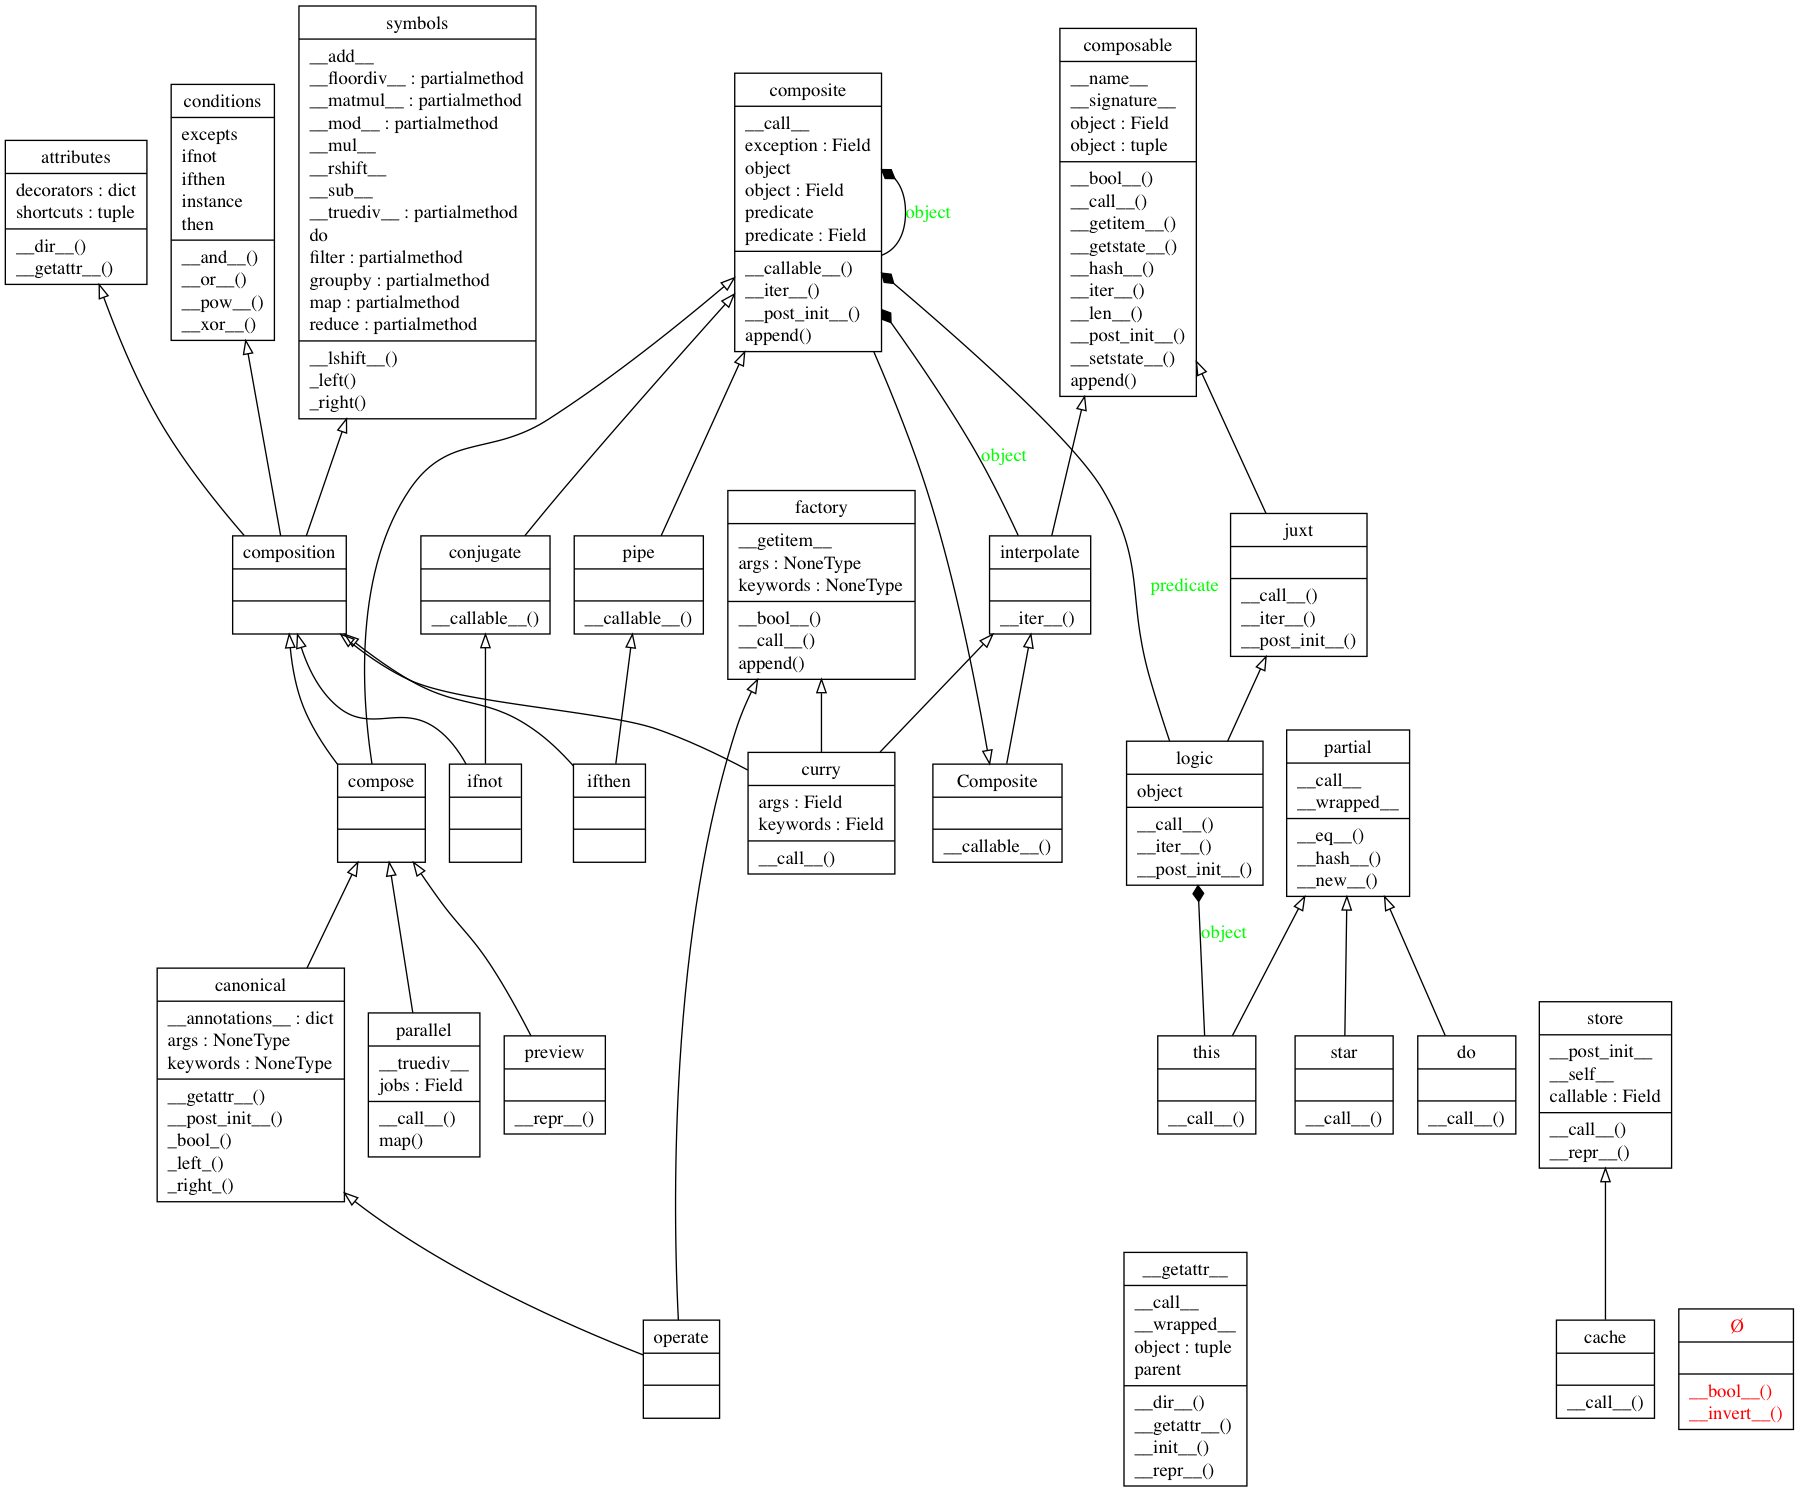 symbols
__add__
__floordiv__ : partialmethod
__matmul__ : partialmethod
__mod__ : partialmethod
__mul__
__rshift__
__sub__
__truediv__ : partialmethod
do
filter : partialmethod
groupby : partialmethod
map : partialmethod
reduce : partialmethod
__lshift__()
_left()
_right()
composable
__name__
__signature__
object : Field
object : tuple
__bool__()
__call__()
__getitem__()
__getstate__()
__hash__()
__iter__()
__len__()
__post_init__()
__setstate__()
append()
composite
__call__
exception : Field
object
object : Field
predicate
predicate : Field
__callable__()
__iter__()
__post_init__()
append()
object
conditions
excepts
ifnot
ifthen
instance
then
__and__()
__or__()
__pow__()
__xor__()
attributes
decorators : dict
shortcuts : tuple
__dir__()
__getattr__()
object
predicate
composition
conjugate
__callable__()
pipe
__callable__()
factory
__getitem__
args : NoneType
keywords : NoneType
__bool__()
__call__()
append()
interpolate
__iter__()
juxt
__call__()
__iter__()
__post_init__()
compose
ifnot
ifthen
curry
args : Field
keywords : Field
__call__()
Composite
__callable__()
logic
object
__call__()
__iter__()
__post_init__()
partial
__call__
__wrapped__
__eq__()
__hash__()
__new__()
object
canonical
__annotations__ : dict
args : NoneType
keywords : NoneType
__getattr__()
__post_init__()
_bool_()
_left_()
_right_()
parallel
__truediv__
jobs : Field
__call__()
map()
preview
__repr__()
this
__call__()
star
__call__()
do
__call__()
store
__post_init__
__self__
callable : Field
__call__()
__repr__()
operate
__getattr__
__call__
__wrapped__
object : tuple
parent
__dir__()
__getattr__()
__init__()
__repr__()
cache
__call__()
Ø
__bool__()
__invert__()